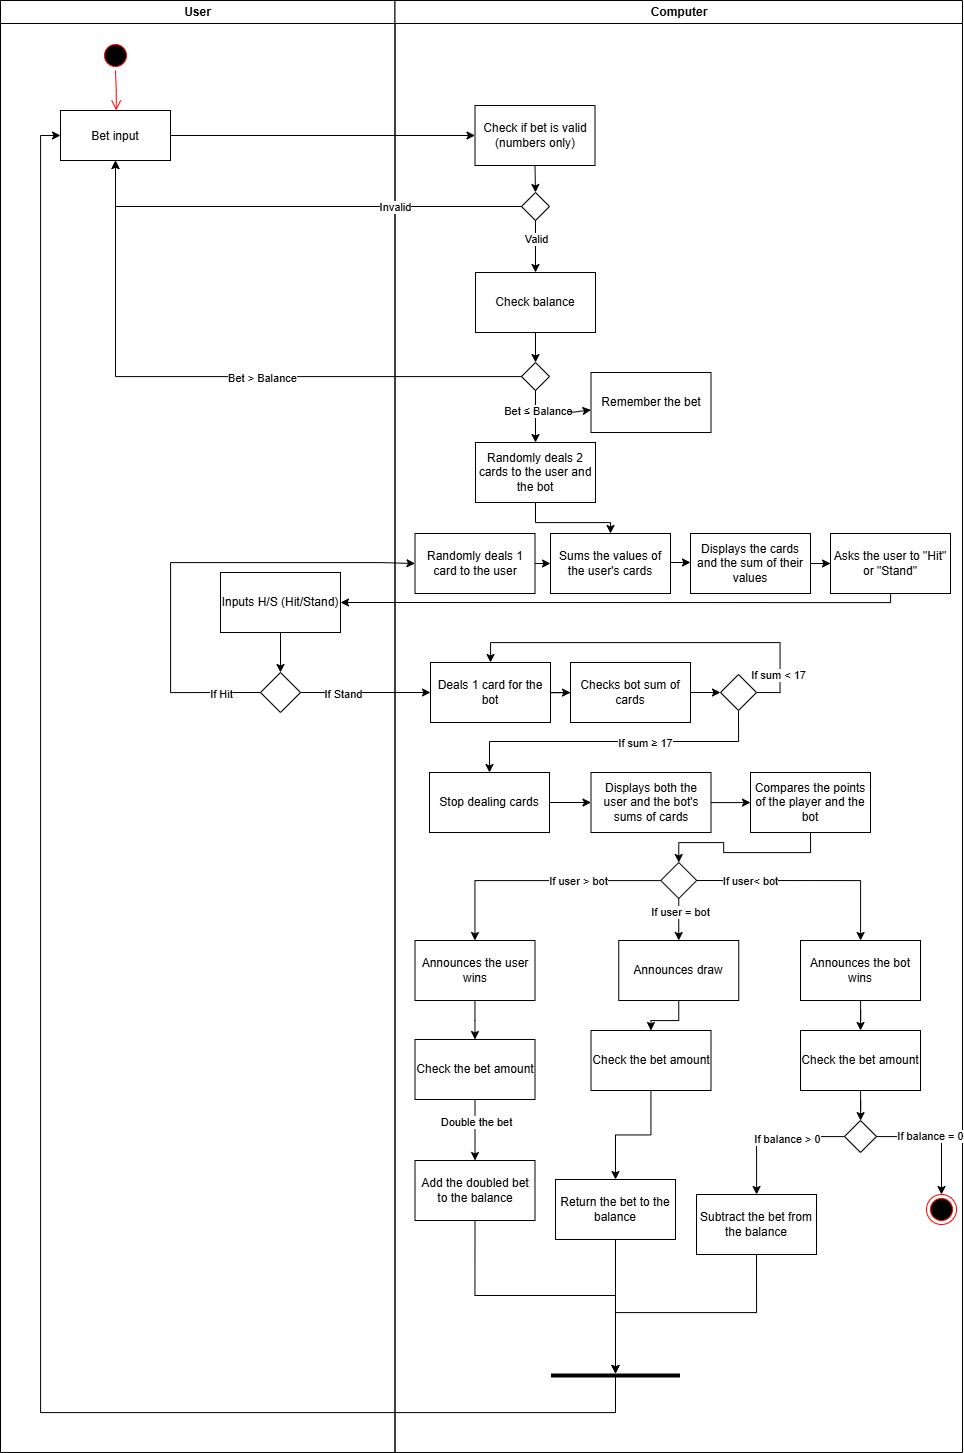 User
Computer
Bet input
Check if bet is valid
(numbers only)
Invalid
Valid
Check balance
Bet > Balance
Bet ≤ Balance
Remember the bet
Randomly deals 2
cards to the user and
the bot
Randomly deals 1
card to the user
Sums the values of
the user's cards
Displays the cards
and the sum of their
values
Asks the user to "Hit"
or "Stand"
Inputs H/S (Hit/Stand)
If Hit
If Stand
Deals 1 card for the
bot
Checks bot sum of
cards
If sum < 17
If sum ≥ 17
Stop dealing cards
Displays both the
user and the bot's
sums of cards
Compares the points
of the player and the
bot
If user > bot
If user< bot
If user = bot
Announces the user
wins
Announces draw
Announces the bot
wins
Check the bet amount
Check the bet amount
Check the bet amount
Double the bet
If balance > 0
If balance = 0
Add the doubled bet
to the balance
Return the bet to the
balance
Subtract the bet from
the balance